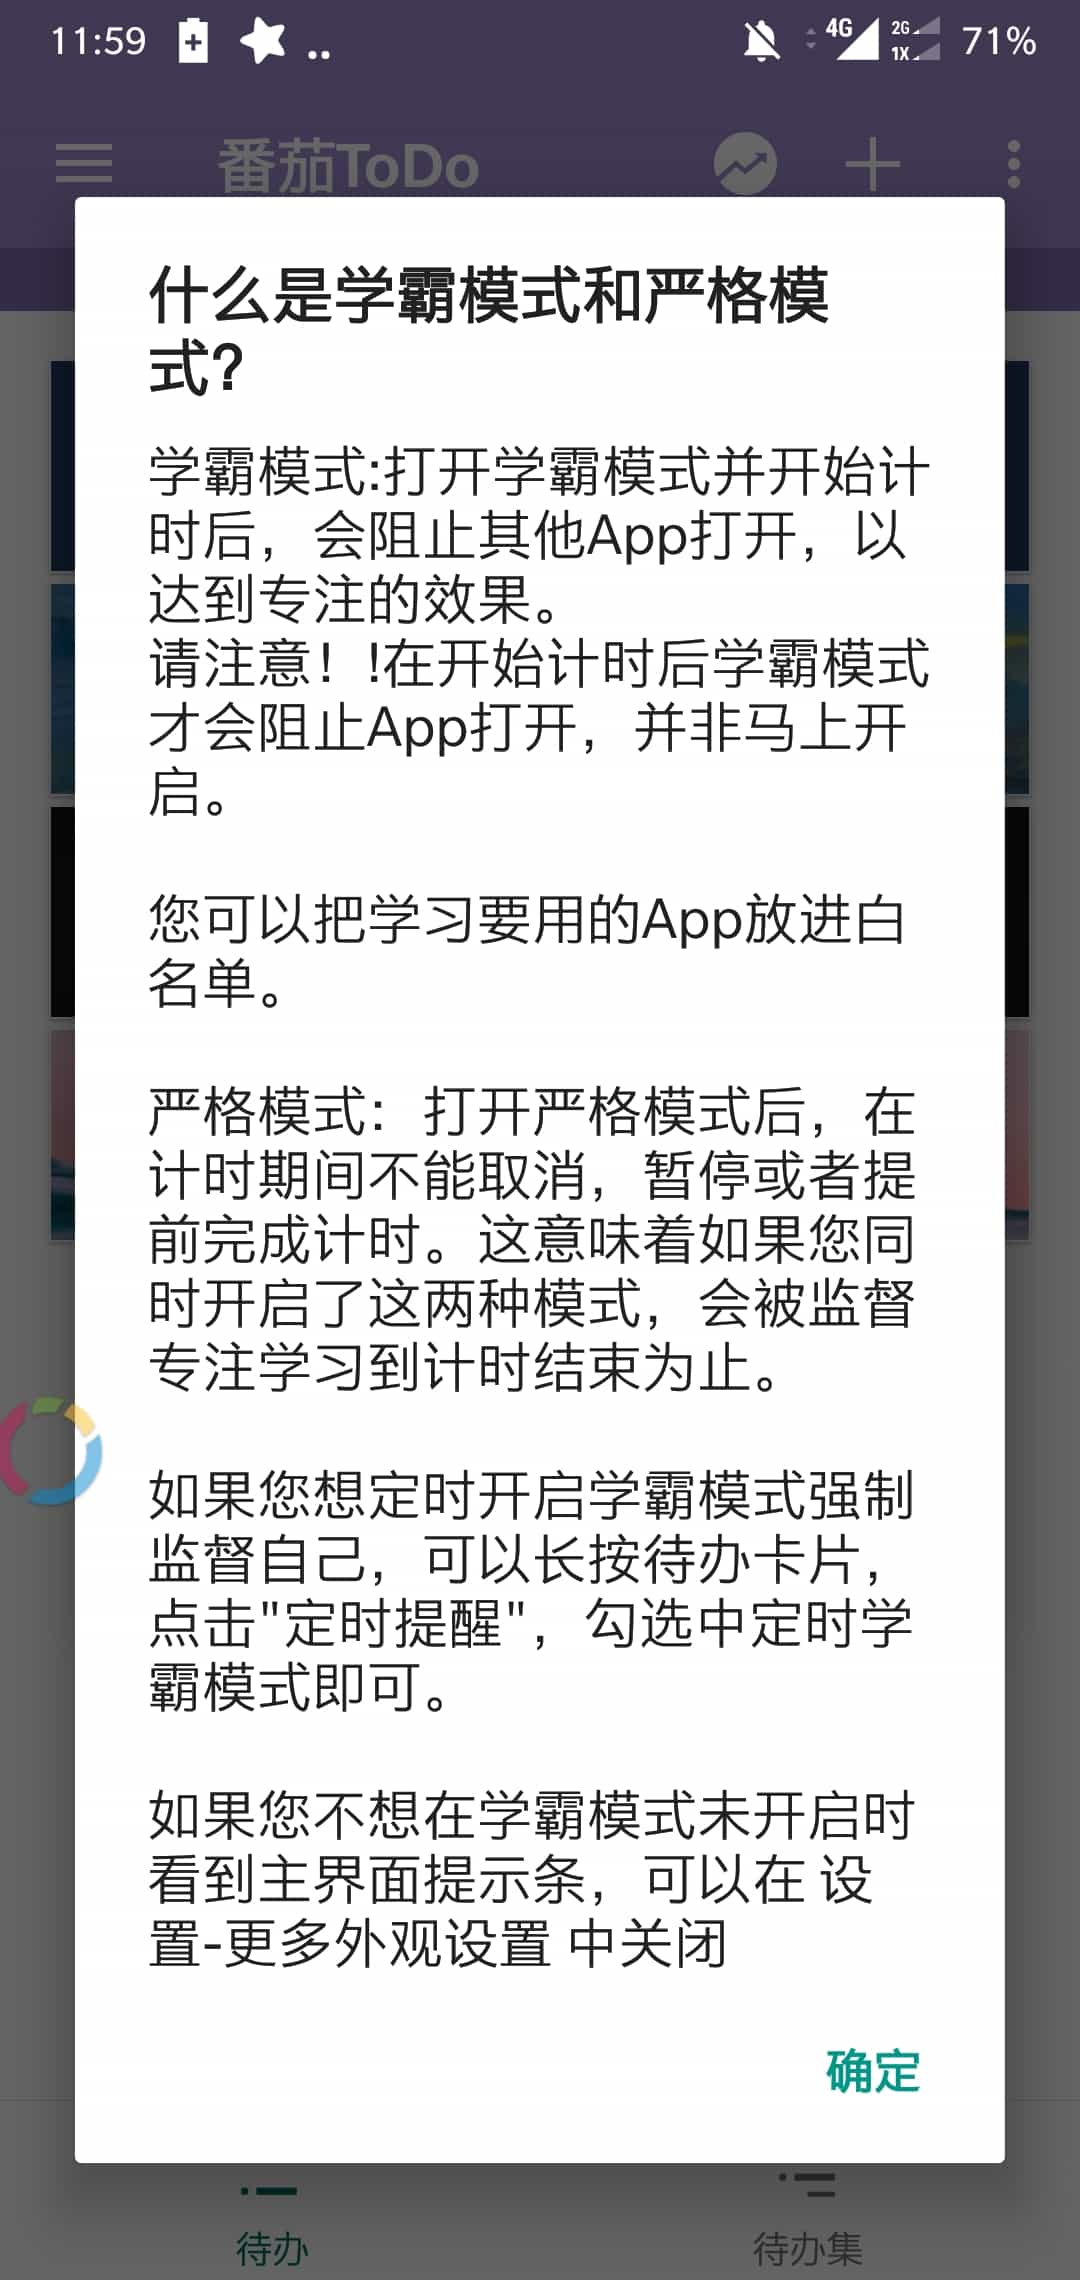 11:59
4G
2G
1X
71%
番茄ToDo
什么是学霸模式和严格模
式?
学霸模式:打开学霸模式并开始计
时后，会阻止其他App打开，以
达到专注的效果。
请注意！!在开始计时后学霸模式
才会阻止App打开，并非马上开
启。
您可以把学习要用的App放进白
名单。
严格模式：打开严格模式后，在
计时期间不能取消，暂停或者提
前完成计时。这意味着如果您同
时开启了这两种模式，会被监督
专注学习到计时结束为止。
如果您想定时开启学霸模式强制
监督自己，可以长按待办卡片，
点击"定时提醒"，勾选中定时学
霸模式即可。
如果您不想在学霸模式未开启时
看到主界面提示条，可以在 设
置-更多外观设置 中关闭
确定
待办
待办集